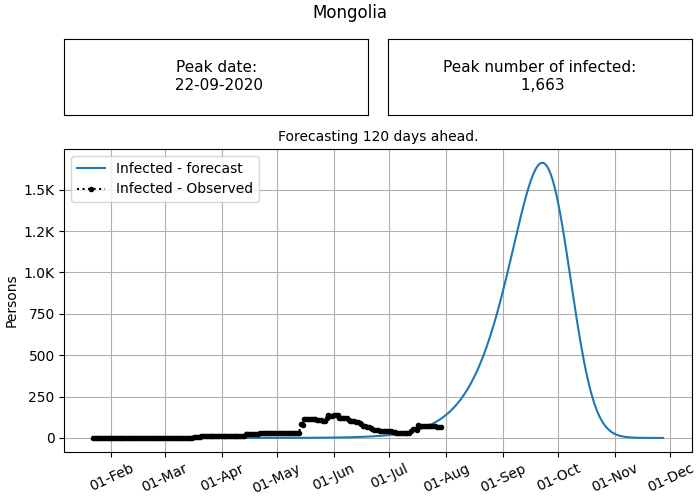 Mongolia
Peak date:
22-09-2020
Peak number of infected:
1,663
Forecasting 120 days ahead.
Infected - forecast
Infected - Observed
Persons
1.5K
1.2K
1.0K
750
500
250
0
01-Feb
01-Mar
01-Apr
01-May
01-Jun
01-Jul
01-Aug
01-Sep
01-Oct
01-Nov
01-Dec